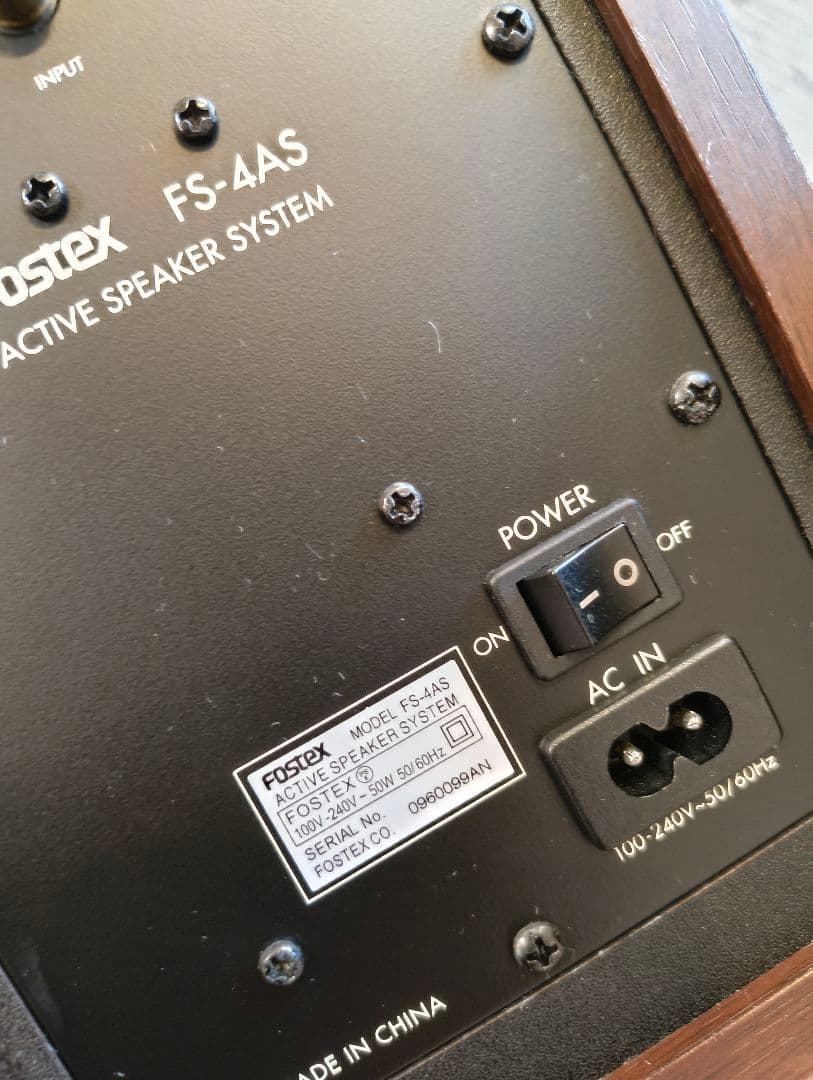 INPUT
FS-4AS
ostex
ACTIVE SPEAKER SYSTEM
POWER
OFF
ON
AC IN
100-240V~50/60Hz
Fostex MODEL FS-4AS
ACTIVE SPEAKER SYSTEM
FOSTEX
100V-240V~50W 50/60Hz
SERIAL No. 0960099AN
FOSTEX CO.
ADE IN CHINA